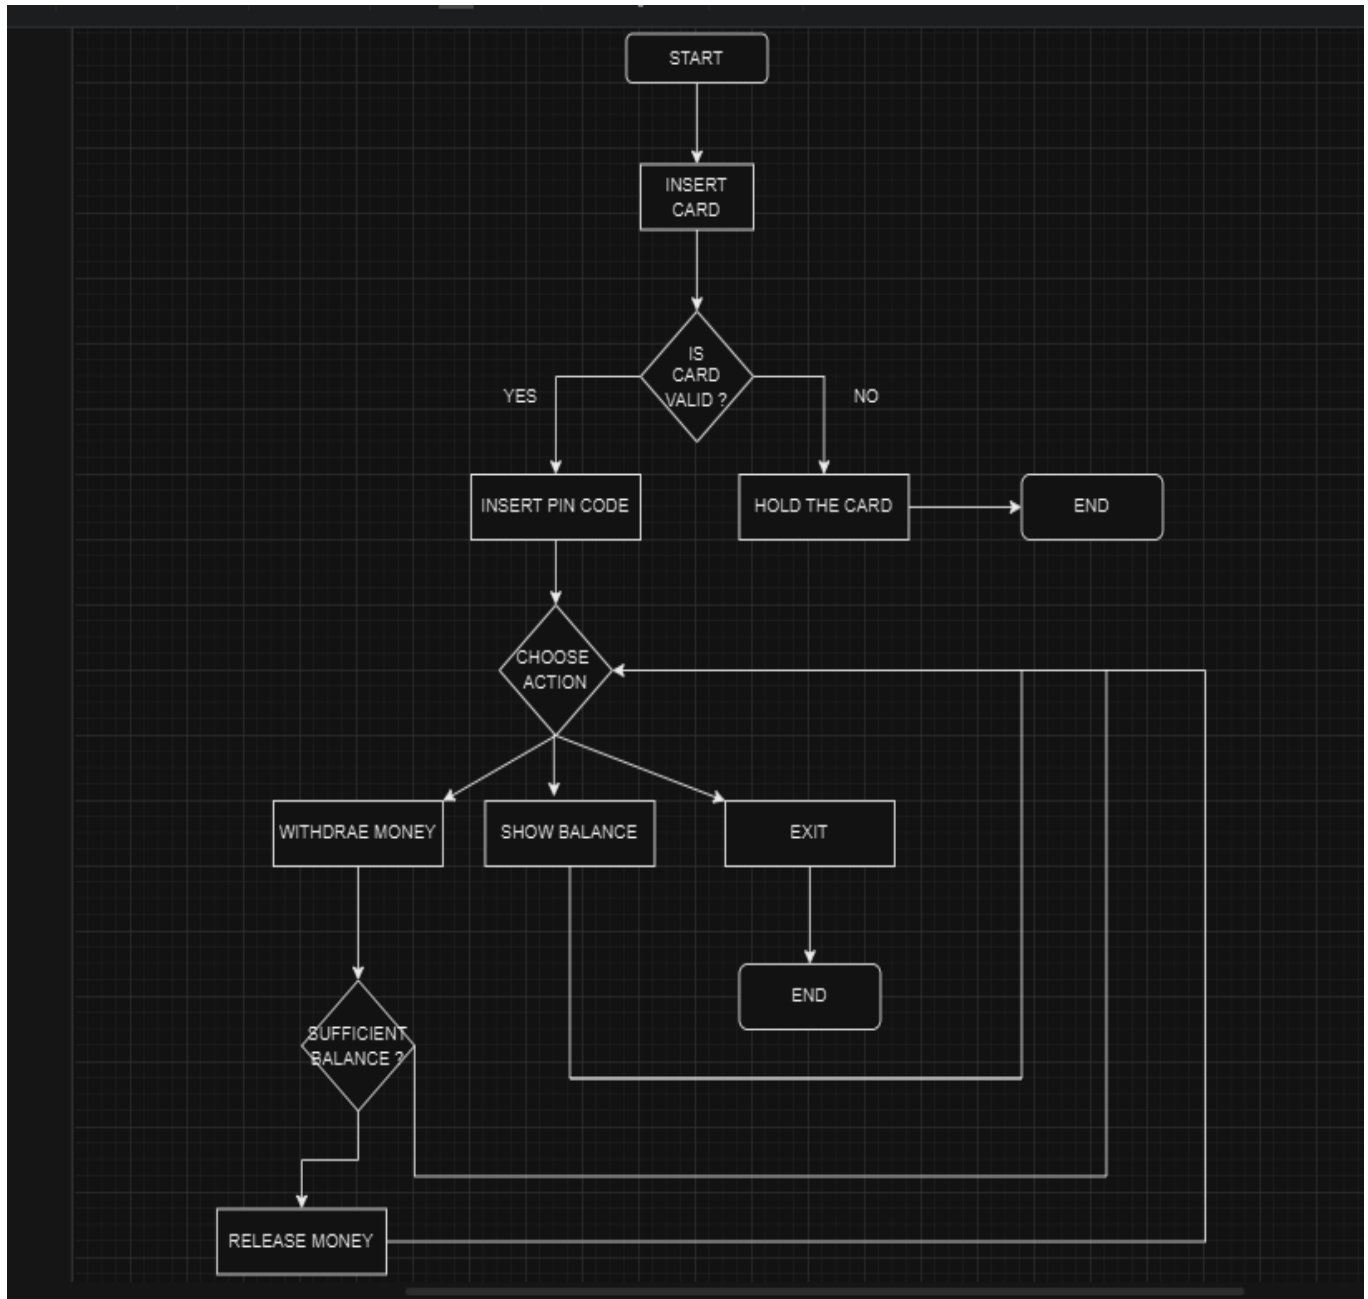 START
INSERT
CARD
IS
CARD
VALID ?
YES
NO
INSERT PIN CODE
HOLD THE CARD
END
CHOOSE
ACTION
WITHDRAE MONEY
SHOW BALANCE
EXIT
END
SUFFICIENT
BALANCE ?
RELEASE MONEY